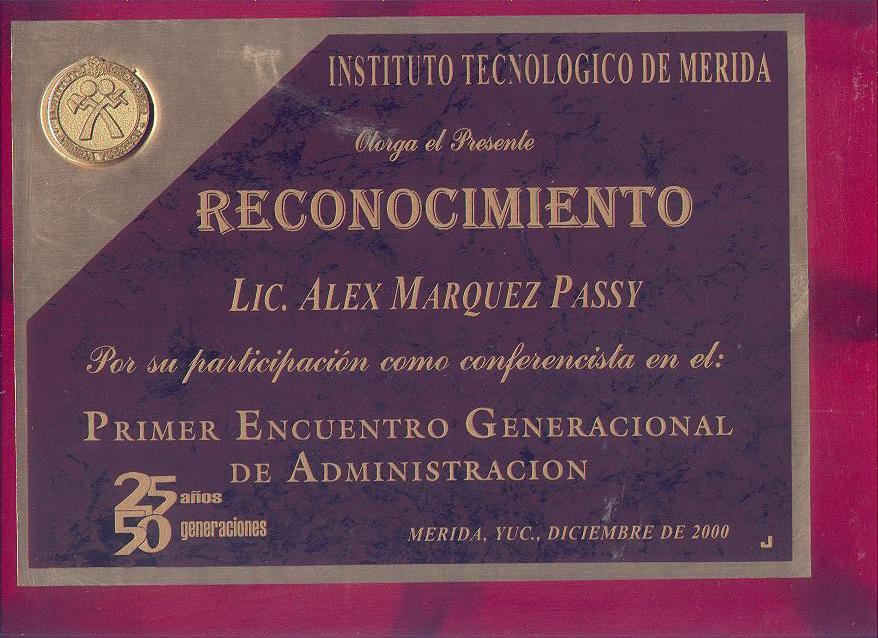 INSTITUTO TECNOLOGICO DE MERIDA
Otorga el Presente
RECONOCIMIENTO
LIC. ALEX MARQUEZ PASSY
Por su participación como conferencista en el:
PRIMER ENCUENTRO GENERACIONAL
DE ADMINISTRACION
25 años
50 generaciones
MERIDA, YUC., DICIEMBRE DE 2000
J